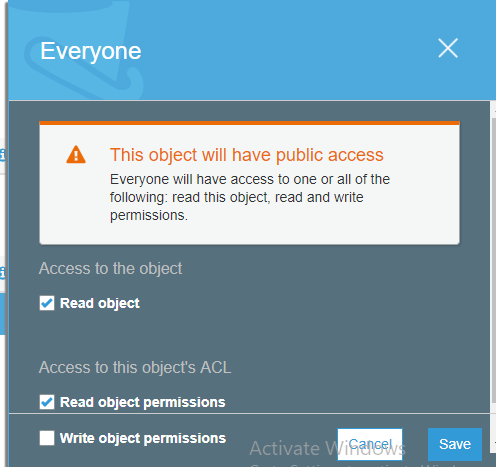 Everyone
This object will have public access
Everyone will have access to one or all of the
following: read this object, read and write
permissions.
Access to the object
Read object
Access to this object's ACL
Read object permissions
Write object permissions
Cancel
Save
Activate Windows